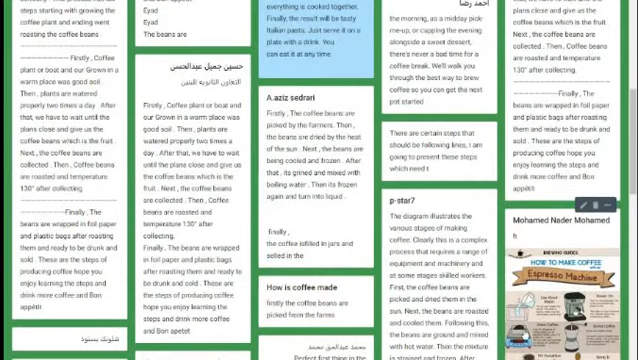 product. this is the
steps starting with growing the
coffee plant and ending went
roasting the coffee beans
Firstly , Coffee
plant or boat and our Grown in a
warm place was good soil .
Then , plants are watered
properly two times a day . After
that , we have to wait until the
plans close and give us the
coffee beans which is the fruit
. Next , the coffee beans are
collected . Then , Coffee beans
are roasted and temperature
130° after collecting
Finally , The
beans are wrapped in foil paper
and plastic bags after roasting
them and ready to be drunk and
sold . These are the steps of
producing coffee hope you
enjoy learning the steps and
drink more coffee and Bon
appétit
شلونك بسنود
Eyad
Eyad
The beans are
حسين جميل عبدالحسن
التعاون الثانويه للبنين
Firstly , Coffee plant or boat and
our Grown in a warm place was
good soil . Then , plants are
watered properly two times a
day . After that , we have to wait
until the plans close and give us
the coffee beans which is the
fruit . Next , the coffee beans
are collected . Then , Coffee
beans are roasted and
temperature 130° after
collecting
Finally , The beans are wrapped
in foil paper and plastic bags
after roasting them and ready to
be drunk and sold . These are
the steps of producing coffee
hope you enjoy learning the
steps and drink more coffee
and Bon appetet
everything is cooked together.
Finally, the result will be tasty
Italian pasta. Just serve it on a
plate with a drink. You
can eat it at any time.
A.aziz sedrari
Firstly , The coffee beans are
picked by the farmers. Then ,
the beans are dried by the heat
of the sun . Next , the beans are
being cooled and frozen . After
that , its grined and mixed with
boiling water . Then its frozen
again and turn into liquid .
finally ,
the coffee isfilled in jars and
selled in the
How is coffee made
firstly the coffee beans are
picked from the farms
محمد عبدالحق محمد
Perfect first thing in the
احمد رضا
the morning, as a midday pick-
me-up, or capping the evening
alongside a sweet dessert,
there's never a bad time for a
coffee break. We'll walk you
through the best way to brew
coffee so you can get the next
pot started
There are certain steps that
should be following lines, I am
going to present these steps
which need t
p-star7
The diagram illustrates the
various stages of making
coffee. Clearly this is a complex
process that requires a range
of equipment and machinery and
at some stages skilled workers.
First, the coffee beans are
picked and dried them in the
sun. Next, the beans are roasted
and cooled them. Following this,
the beans are ground and mixed
with hot water. Then the mixture
is strained and frozen. After
plans close and give us the
coffee beans which is the fruit .
Next , the coffee beans are
collected . Then , Coffee beans
are roasted and temperature
130° after collecting.
Finally , The
beans are wrapped in foil paper
and plastic bags after roasting
them and ready to be drunk and
sold . These are the steps of
producing coffee hope you
enjoy learning the steps and
drink more coffee and Bon
appétit
Mohamed Nader Mohamed
h
BREWING GUIDES
HOW TO MAKE COFFEE
Espresso Machine